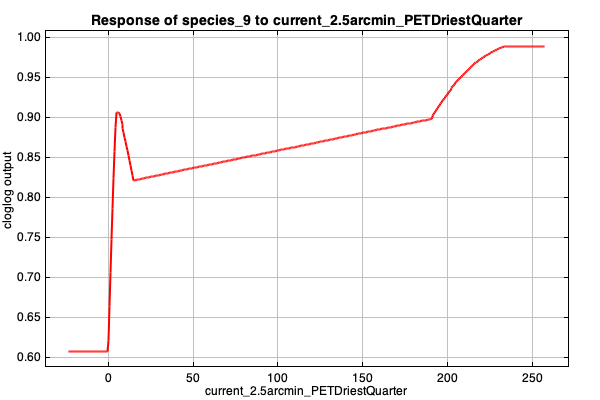 Response of species_9 to current_2.5arcmin_PETDriestQuarter
1.00
0.95
0.90
0.85
0.80
0.75
0.70
0.65
0.60
cloglog output
0 50 100 150 200 250
current_2.5arcmin_PETDriestQuarter